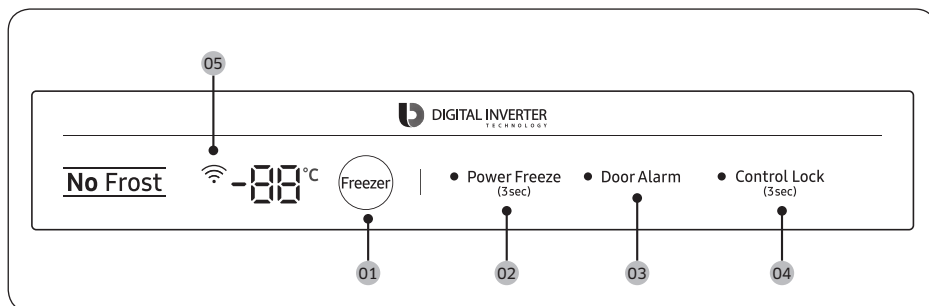 05
DIGITAL INVERTER
TECHNOLOGY
No Frost
-88°C
Freezer
Power Freeze
(3sec)
Door Alarm
Control Lock
(3sec)
01
02
03
04